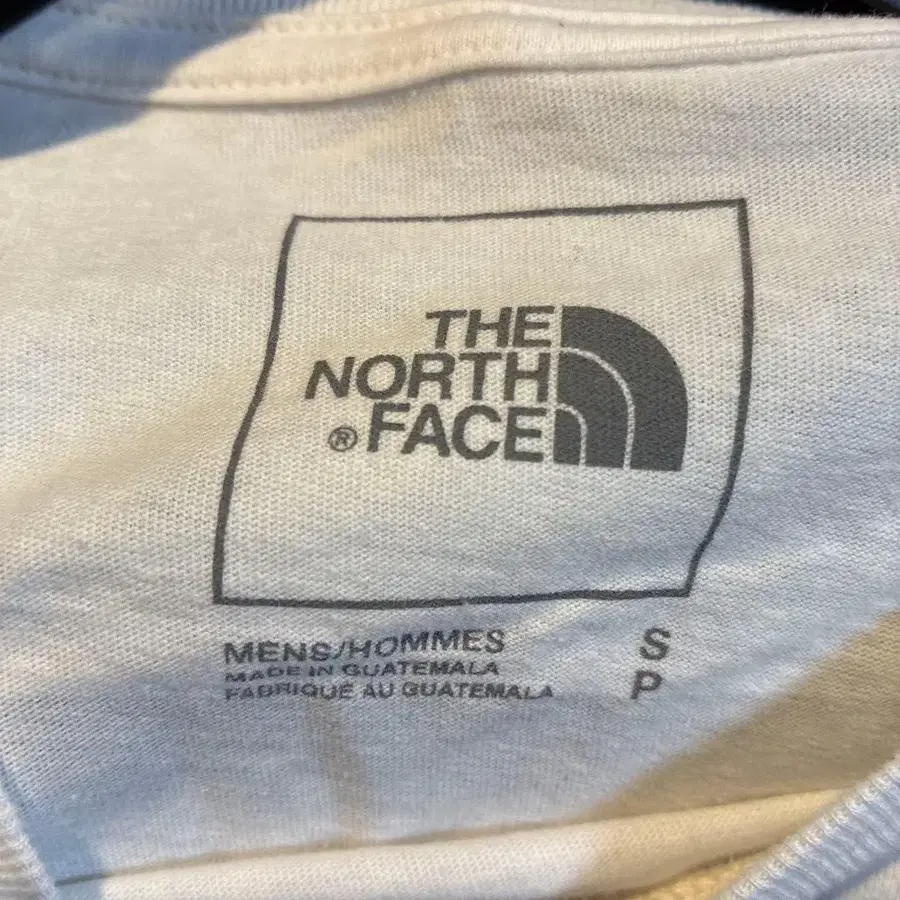 THE
NORTH
® FACE
MENS/HOMMES S
MADE IN GUATEMALA
FABRIQUÉ AU GUATEMALA P